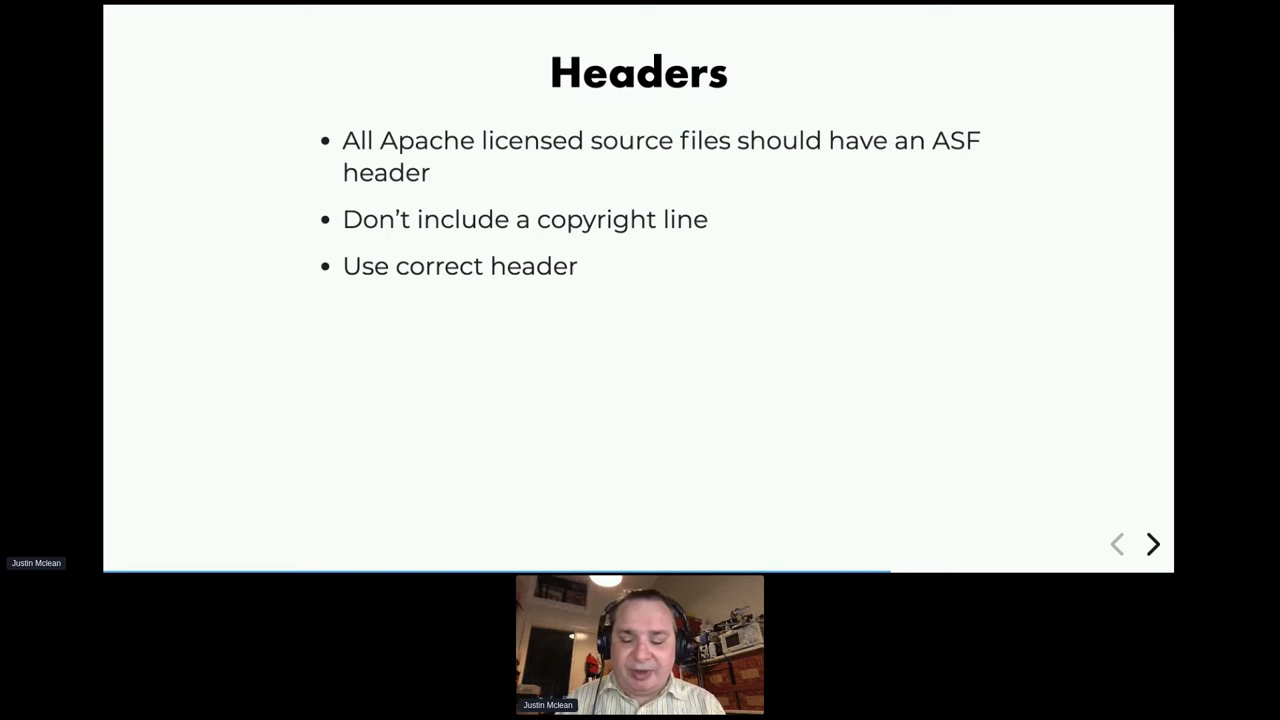 Headers
• All Apache licensed source files should have an ASF
header
• Don’t include a copyright line
• Use correct header
Justin Mclean
Justin Mclean